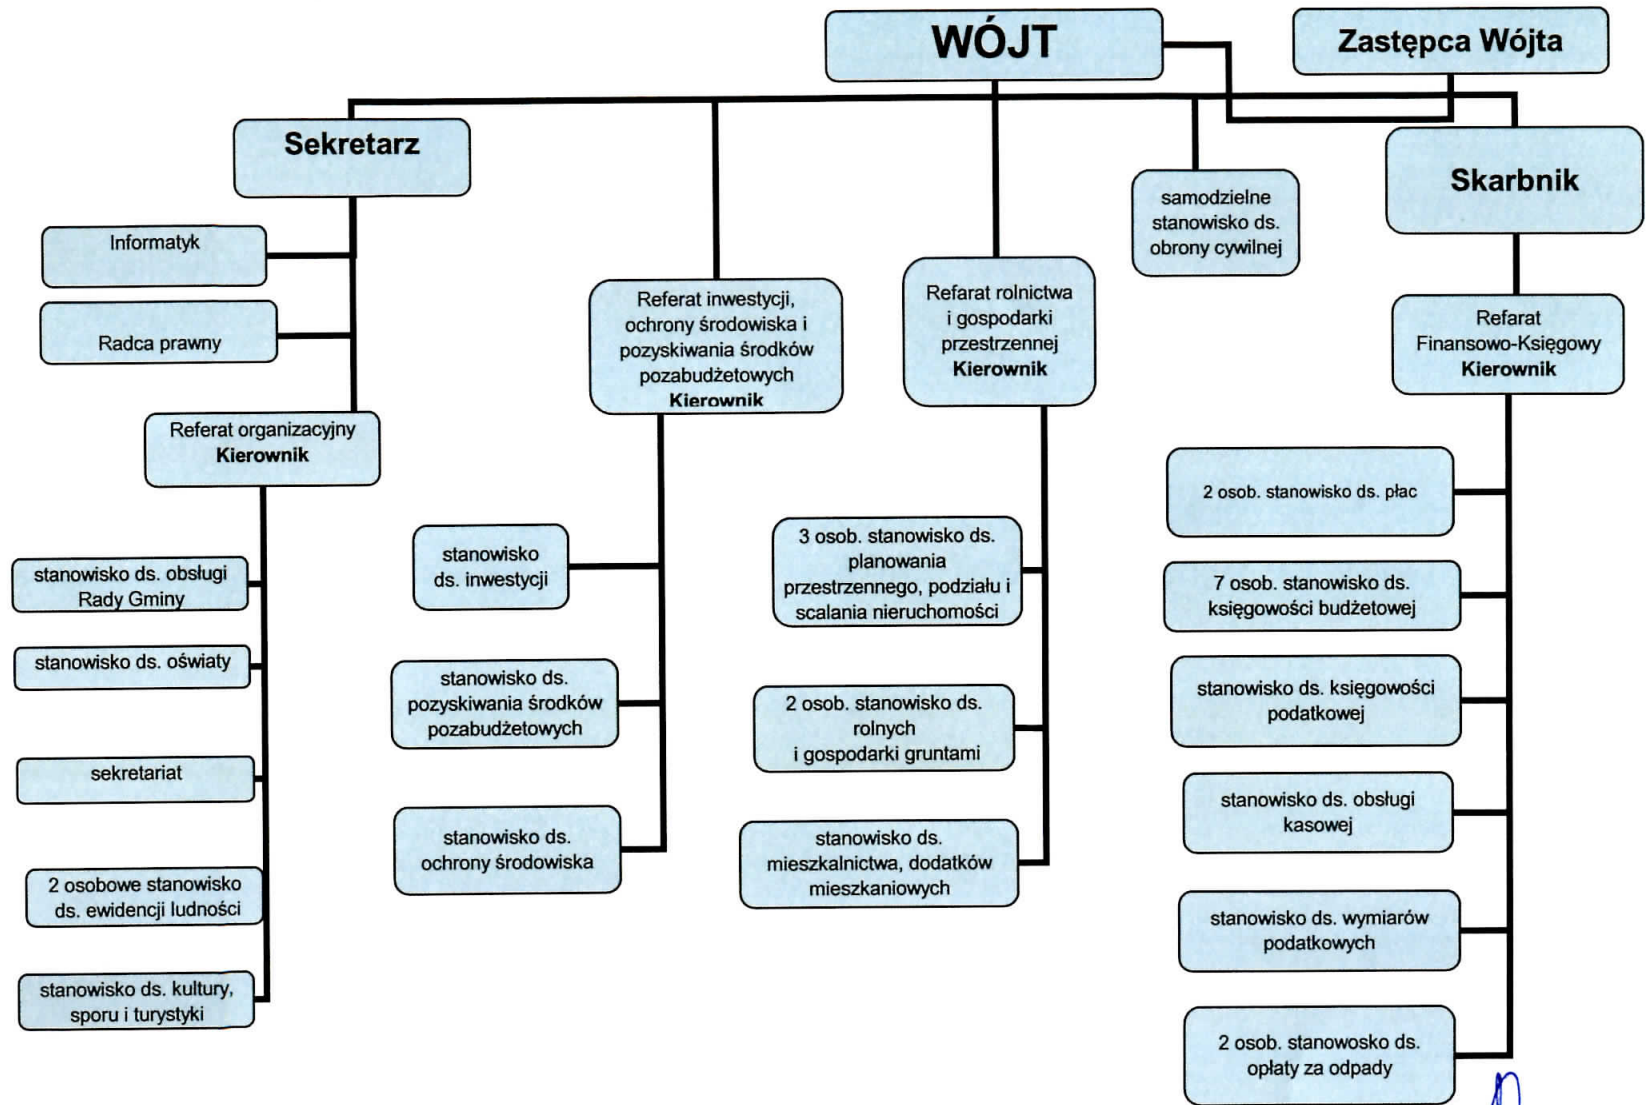 WÓJT
Zastępca Wójta
Sekretarz
Skarbnik
samodzielne
stanowisko ds.
obrony cywilnej
Informatyk
Radca prawny
Referat organizacyjny
Kierownik
Referat inwestycji,
ochrony środowiska i
pozyskiwania środków
pozabudżetowych
Kierownik
Refarat rolnictwa
i gospodarki
przestrzennej
Kierownik
Refarat
Finansowo-Księgowy
Kierownik
stanowisko ds. obsługi
Rady Gminy
stanowisko ds. oświaty
sekretariat
2 osobowe stanowisko
ds. ewidencji ludności
stanowisko ds. kultury,
sporu i turystyki
stanowisko
ds. inwestycji
stanowisko ds.
pozyskiwania środków
pozabudżetowych
stanowisko ds.
ochrony środowiska
3 osob. stanowisko ds.
planowania
przestrzennego, podziału i
scalania nieruchomości
2 osob. stanowisko ds.
rolnych
i gospodarki gruntami
stanowisko ds.
mieszkalnictwa, dodatków
mieszkaniowych
2 osob. stanowisko ds. płac
7 osob. stanowisko ds.
księgowości budżetowej
stanowisko ds. księgowości
podatkowej
stanowisko ds. obsługi
kasowej
stanowisko ds. wymiarów
podatkowych
2 osob. stanowosko ds.
opłaty za odpady